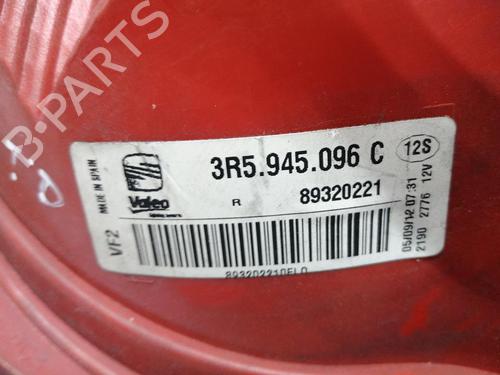 B-PARTS
MADE IN SPAIN
VF2
Valeo
3R5.945.096 C
12S
R
89320221
05/09/12 07:31
2190 2776 12V